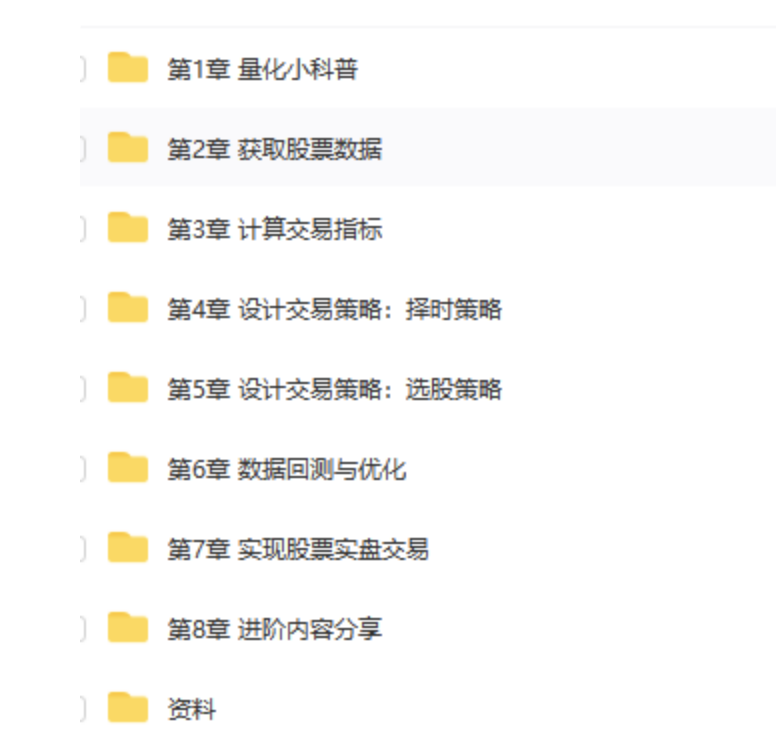 第1章 量化小科普
第2章 获取股票数据
第3章 计算交易指标
第4章 设计交易策略：择时策略
第5章 设计交易策略：选股策略
第6章 数据回测与优化
第7章 实现股票实盘交易
第8章 进阶内容分享
资料